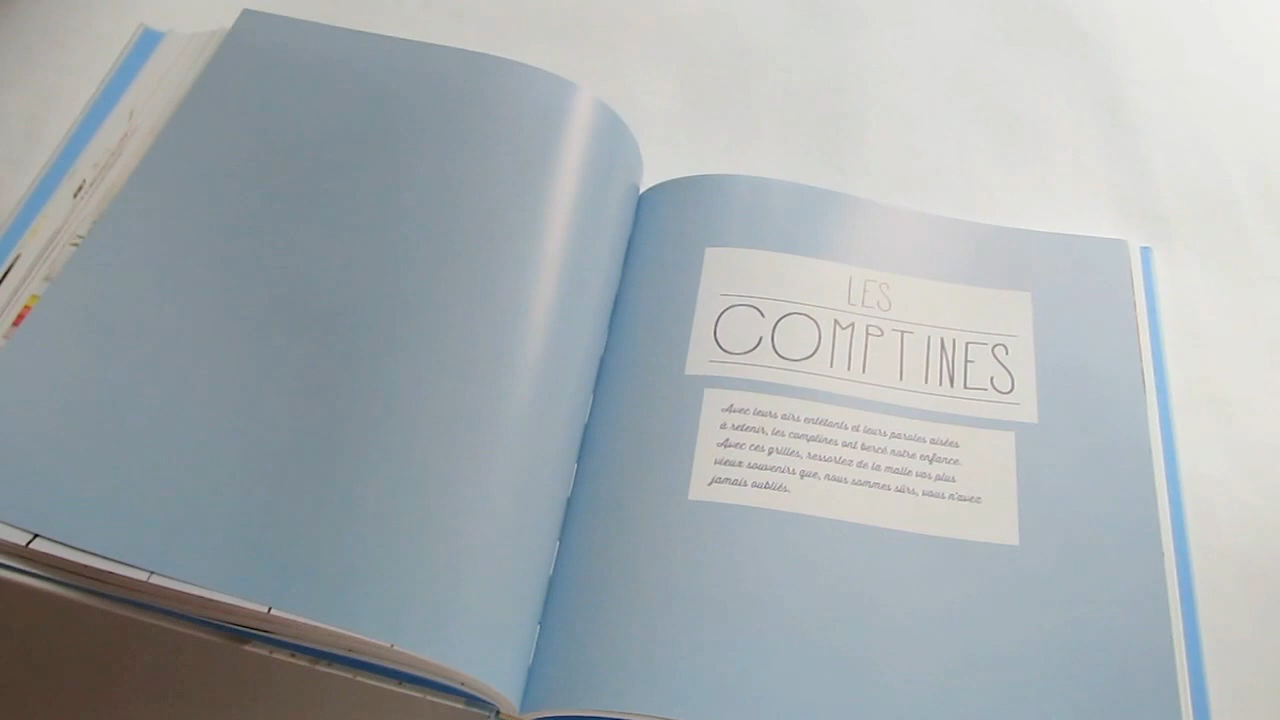 LES
COMPTINES
Avec leurs airs entêtants et leurs paroles aisées
à retenir, les comptines ont bercé notre enfance.
Avec ces grilles, ressortez de la malle vos plus
vieux souvenirs que, nous sommes sûrs, vous n'avez
jamais oubliés.